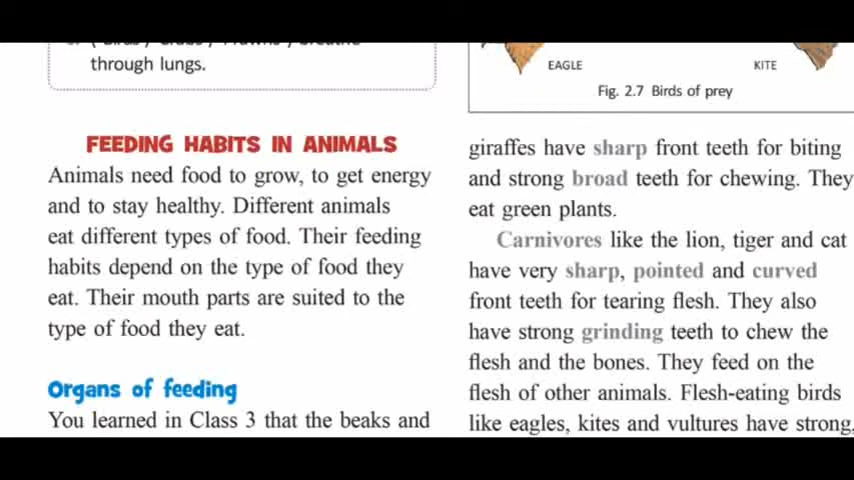 through lungs.
FEEDING HABITS IN ANIMALS
Animals need food to grow, to get energy
and to stay healthy. Different animals
eat different types of food. Their feeding
habits depend on the type of food they
eat. Their mouth parts are suited to the
type of food they eat.
Organs of feeding
You learned in Class 3 that the beaks and
EAGLE
KITE
Fig. 2.7 Birds of prey
giraffes have sharp front teeth for biting
and strong broad teeth for chewing. They
eat green plants.
Carnivores like the lion, tiger and cat
have very sharp, pointed and curved
front teeth for tearing flesh. They also
have strong grinding teeth to chew the
flesh and the bones. They feed on the
flesh of other animals. Flesh-eating birds
like eagles, kites and vultures have strong,